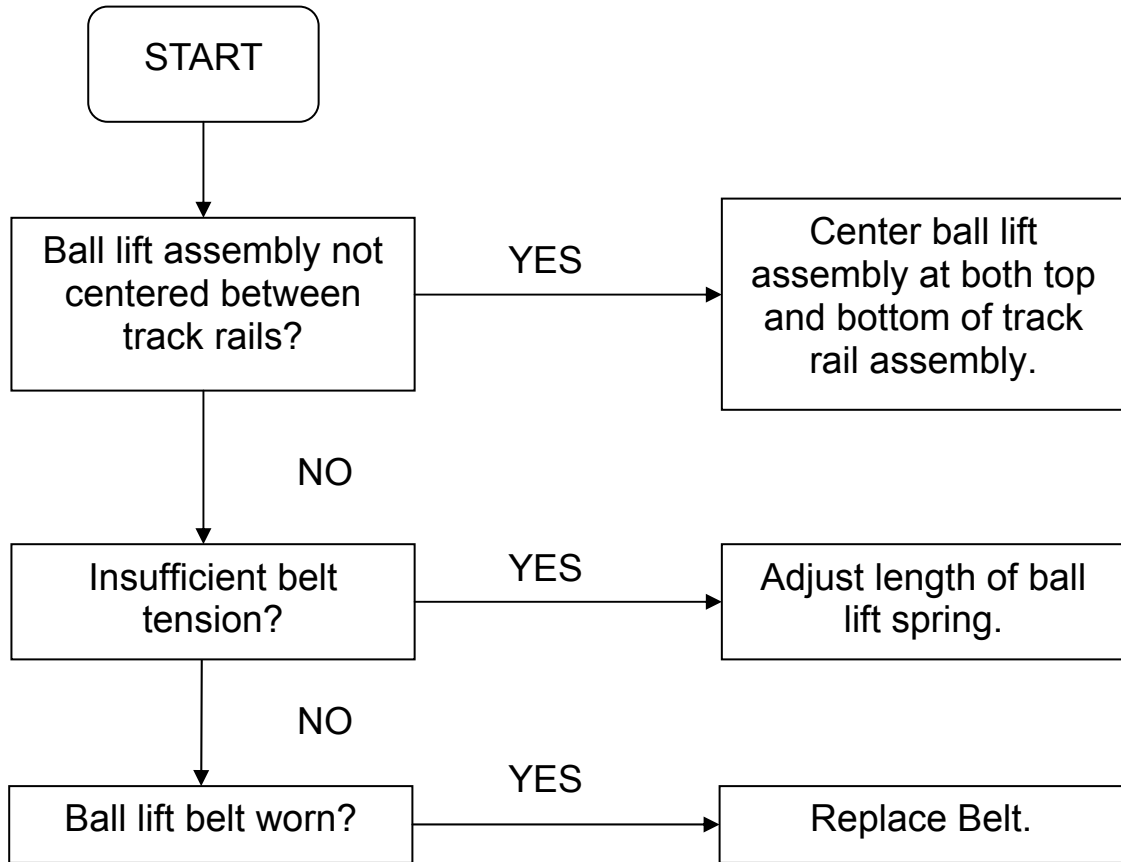 START
Ball lift assembly not
centered between
track rails?
YES
Center ball lift
assembly at both top
and bottom of track
rail assembly.
NO
Insufficient belt
tension?
YES
Adjust length of ball
lift spring.
NO
Ball lift belt worn?
YES
Replace Belt.